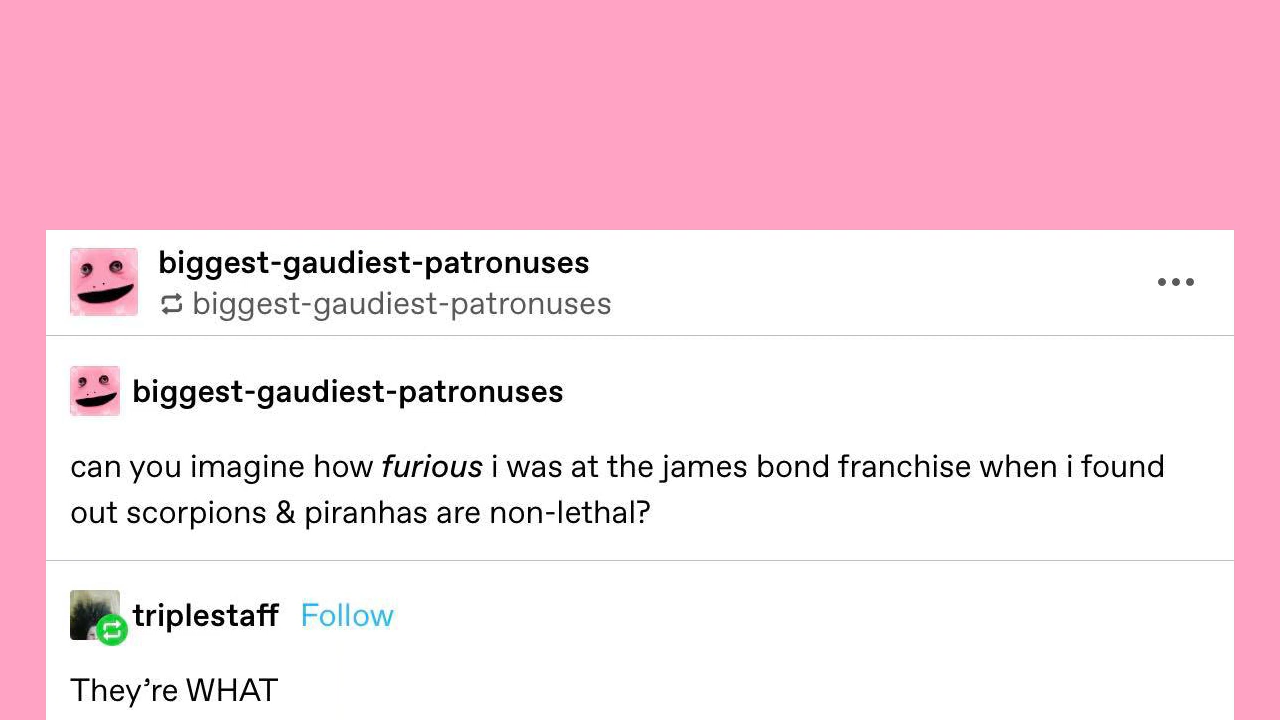 biggest-gaudiest-patronuses
biggest-gaudiest-patronuses
biggest-gaudiest-patronuses
can you imagine how furious i was at the james bond franchise when i found
out scorpions & piranhas are non-lethal?
triplestaff Follow
They’re WHAT